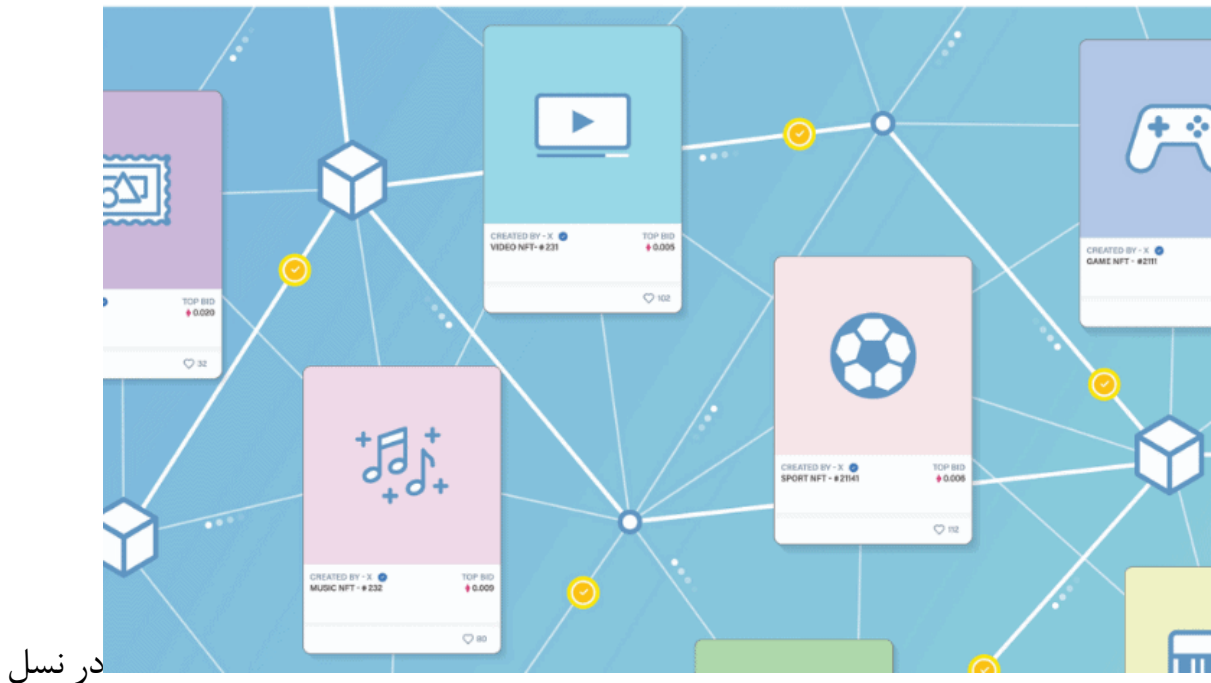 CREATED BY - X TOP BID
VIDEO NFT- # 231 0.005
102
CREATED BY - X
GAME NFT - #2111
TOP BID
0.020
32
CREATED BY - X TOP BID
SPORT NFT - # 21141 0.006
112
CREATED BY - X TOP BID
MUSIC NFT - # 232 0.009
80
در نسل